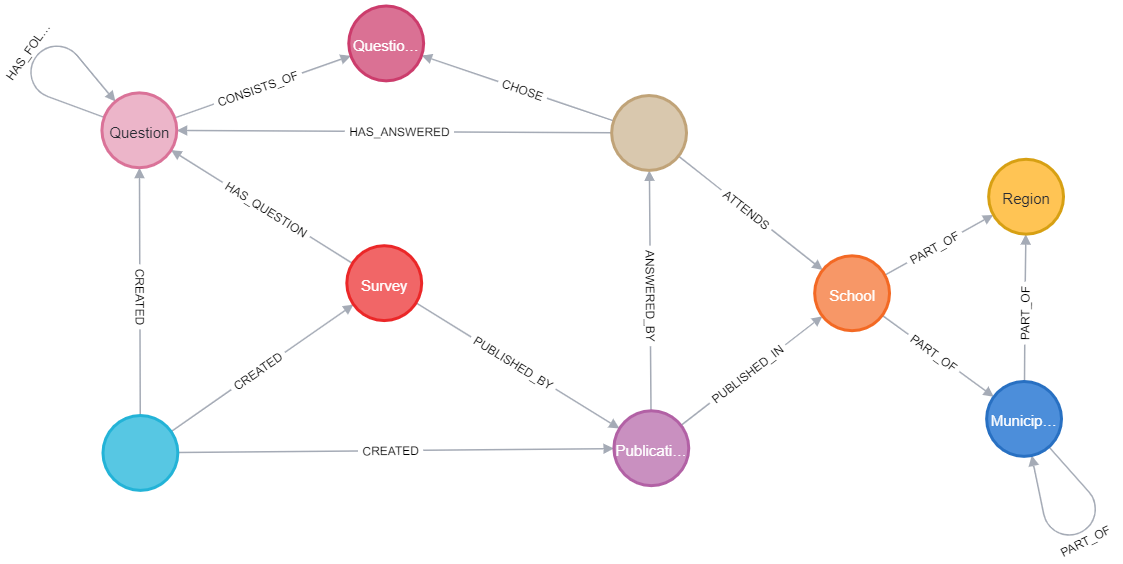 HAS_FOL...
Questio...
CONSISTS_OF
CHOSE
Question
HAS_ANSWERED
HAS_QUESTION
ATTENDS
Region
PART_OF
CREATED
Survey
ANSWERED_BY
School
PART_OF
CREATED
PUBLISHED_BY
PUBLISHED_IN
PART_OF
Municip...
CREATED
Publicati...
PART_OF